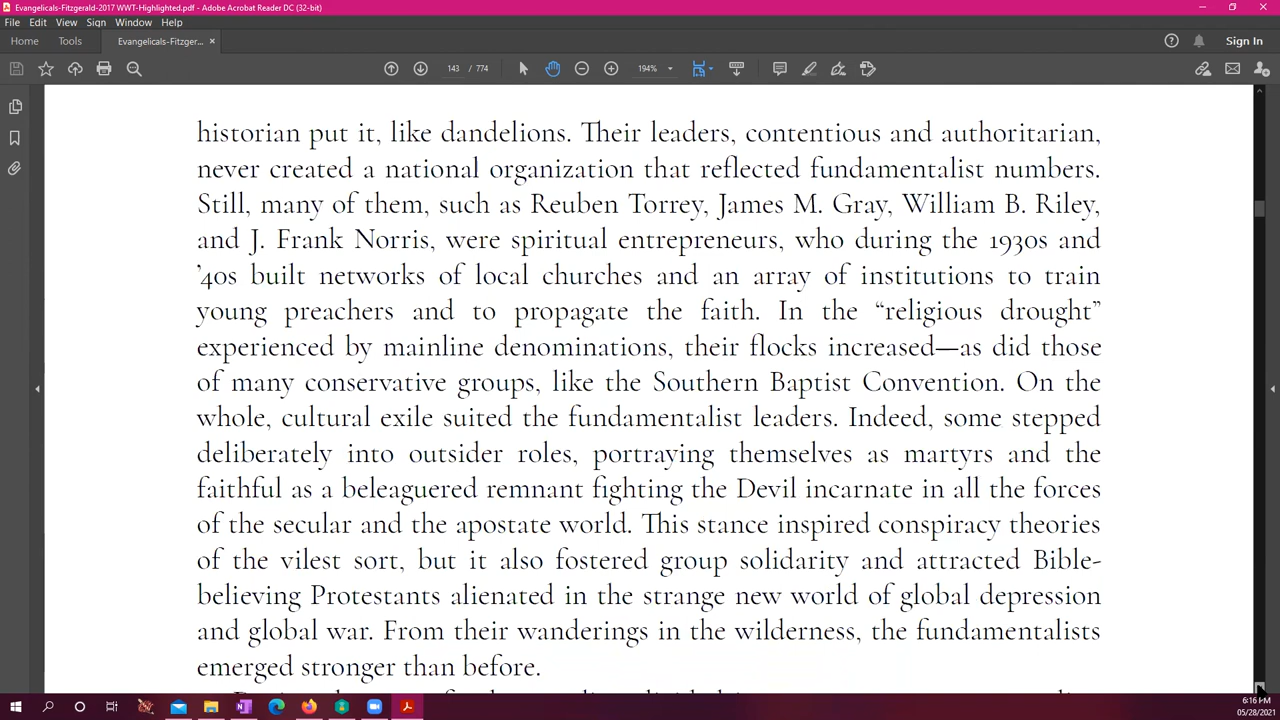 Evangelicals-Fitzgerald-2017 WWT-Highlighted.pdf - Adobe Acrobat Reader DC (32-bit)
File Edit View Sign Window Help
Home Tools Evangelicals-Fitzger... × Sign In
143 / 774 194%
historian put it, like dandelions. Their leaders, contentious and authoritarian,
never created a national organization that reflected fundamentalist numbers.
Still, many of them, such as Reuben Torrey, James M. Gray, William B. Riley,
and J. Frank Norris, were spiritual entrepreneurs, who during the 1930s and
’40s built networks of local churches and an array of institutions to train
young preachers and to propagate the faith. In the “religious drought”
experienced by mainline denominations, their flocks increased—as did those
of many conservative groups, like the Southern Baptist Convention. On the
whole, cultural exile suited the fundamentalist leaders. Indeed, some stepped
deliberately into outsider roles, portraying themselves as martyrs and the
faithful as a beleaguered remnant fighting the Devil incarnate in all the forces
of the secular and the apostate world. This stance inspired conspiracy theories
of the vilest sort, but it also fostered group solidarity and attracted Bible-
believing Protestants alienated in the strange new world of global depression
and global war. From their wanderings in the wilderness, the fundamentalists
emerged stronger than before.
6:16 PM
05/28/2021